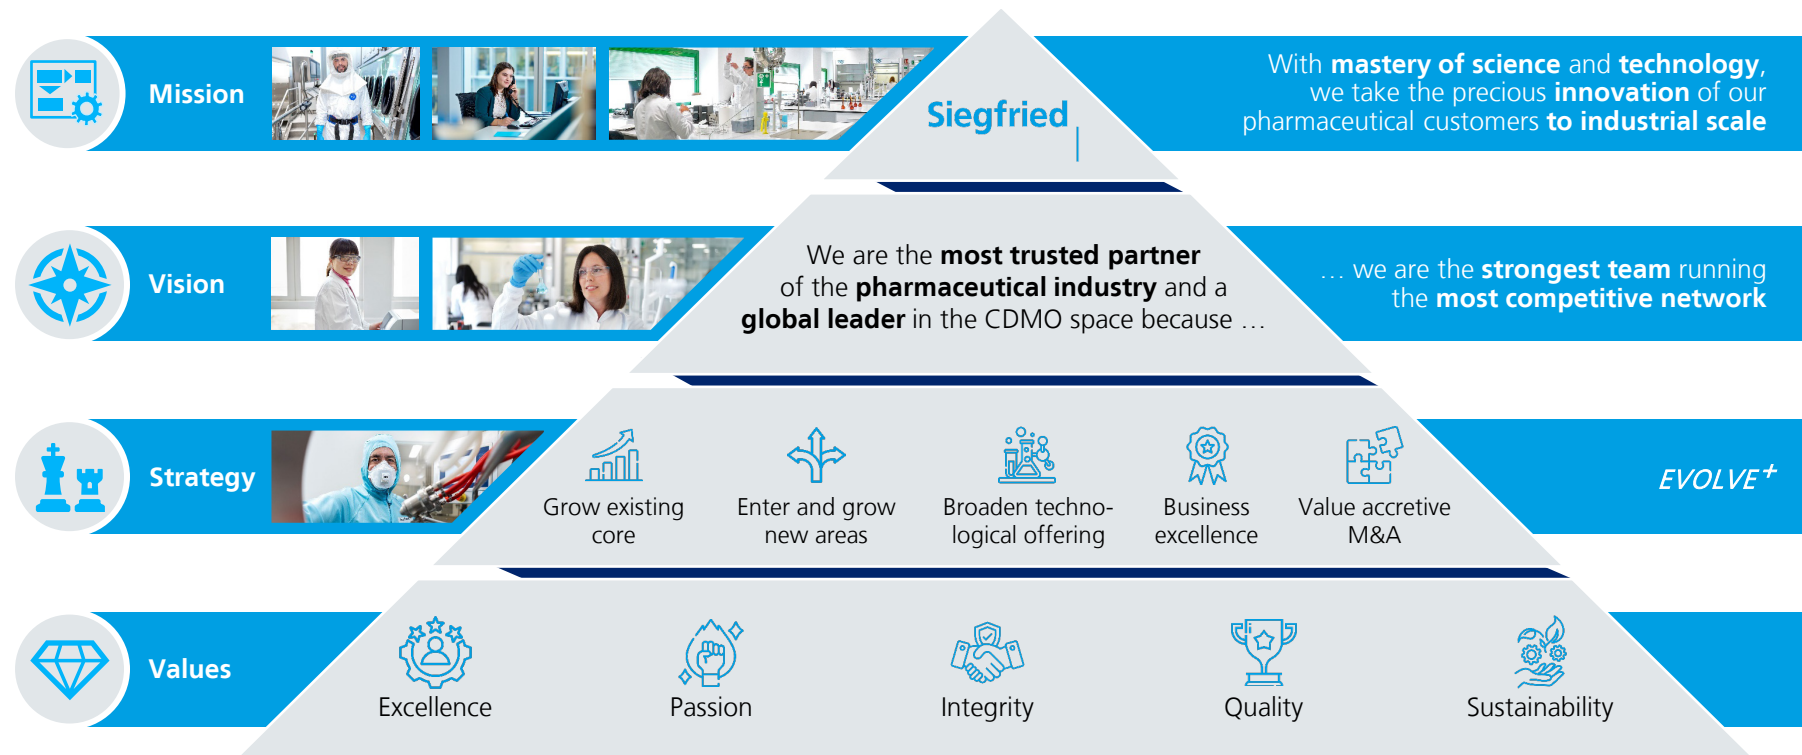 Mission
Siegfried
With mastery of science and technology,
we take the precious innovation of our
pharmaceutical customers to industrial scale
Vision
We are the most trusted partner
of the pharmaceutical industry and a
global leader in the CDMO space because …
… we are the strongest team running
the most competitive network
Strategy
Grow existing
core
Enter and grow
new areas
Broaden techno-
logical offering
Business
excellence
Value accretive
M&A
EVOLVE+
Values
Excellence
Passion
Integrity
Quality
Sustainability